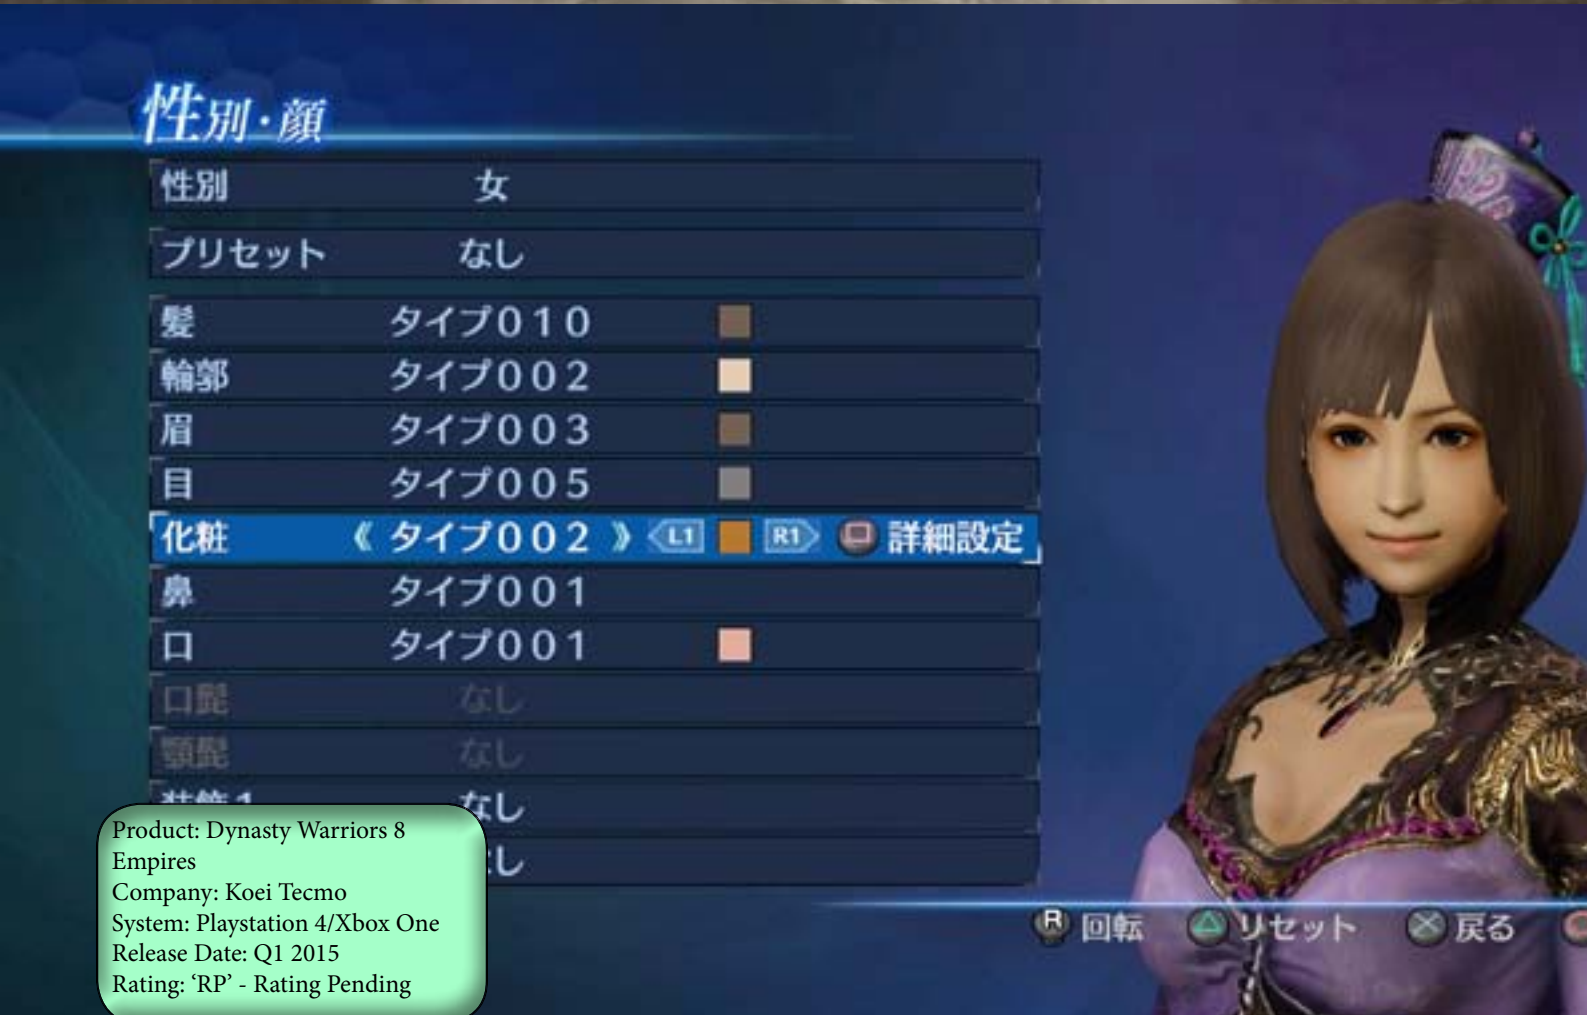 性別・顔
性別 女
プリセット なし
髪 タイプ010
輪郭 タイプ002
眉 タイプ003
目 タイプ005
化粧 《 タイプ002 》 L1 R1 詳細設定
鼻 タイプ001
口 タイプ001
口髭 なし
顎髭 なし
装飾1 なし
なし
Product: Dynasty Warriors 8
Empires
Company: Koei Tecmo
System: Playstation 4/Xbox One
Release Date: Q1 2015
Rating: ‘RP’ - Rating Pending
R 回転 リセット 戻る